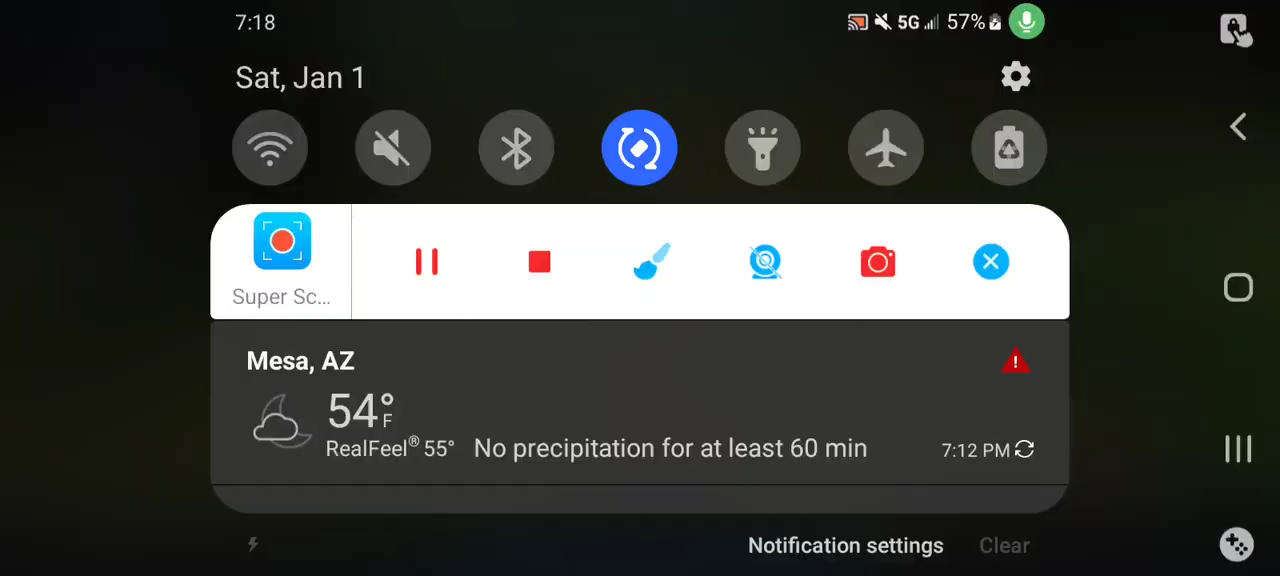 7:18
5G 57%
Sat, Jan 1
Super Sc...
Mesa, AZ
54°F
RealFeel® 55° No precipitation for at least 60 min 7:12 PM
Notification settings Clear